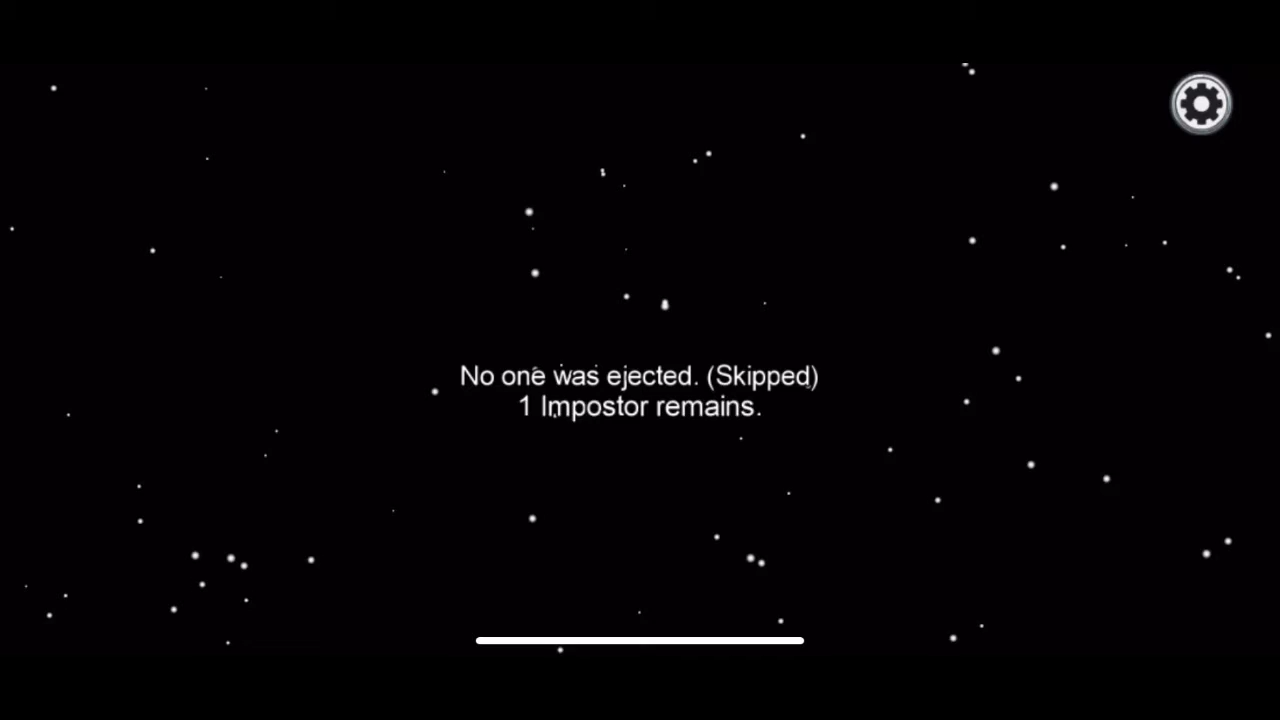 No one was ejected. (Skipped)
1 Impostor remains.